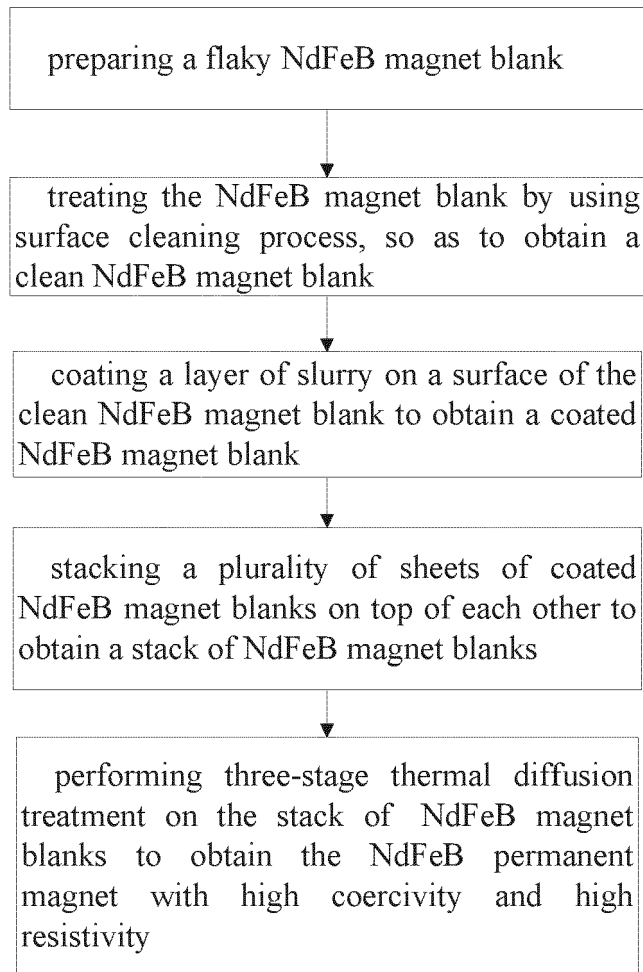 preparing a flaky NdFeB magnet blank
treating the NdFeB magnet blank by using
surface cleaning process, so as to obtain a
clean NdFeB magnet blank
coating a layer of slurry on a surface of the
clean NdFeB magnet blank to obtain a coated
NdFeB magnet blank
stacking a plurality of sheets of coated
NdFeB magnet blanks on top of each other to
obtain a stack of NdFeB magnet blanks
performing three-stage thermal diffusion
treatment on the stack of NdFeB magnet
blanks to obtain the NdFeB permanent
magnet with high coercivity and high
resistivity